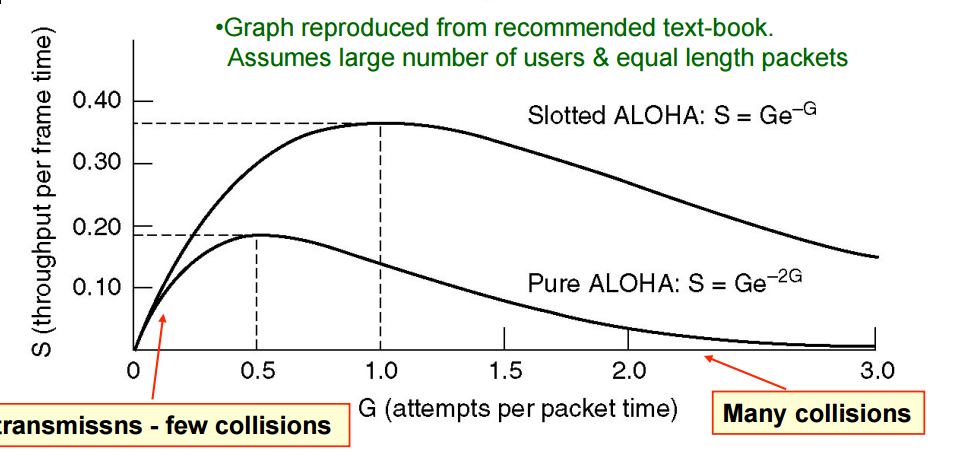 •Graph reproduced from recommended text-book.
Assumes large number of users & equal length packets
S (throughput per frame time)
0.40
0.30
0.20
0.10
Slotted ALOHA: S = Ge–G
Pure ALOHA: S = Ge–2G
0
0.5
1.0
1.5
2.0
3.0
G (attempts per packet time)
transmissns - few collisions
Many collisions